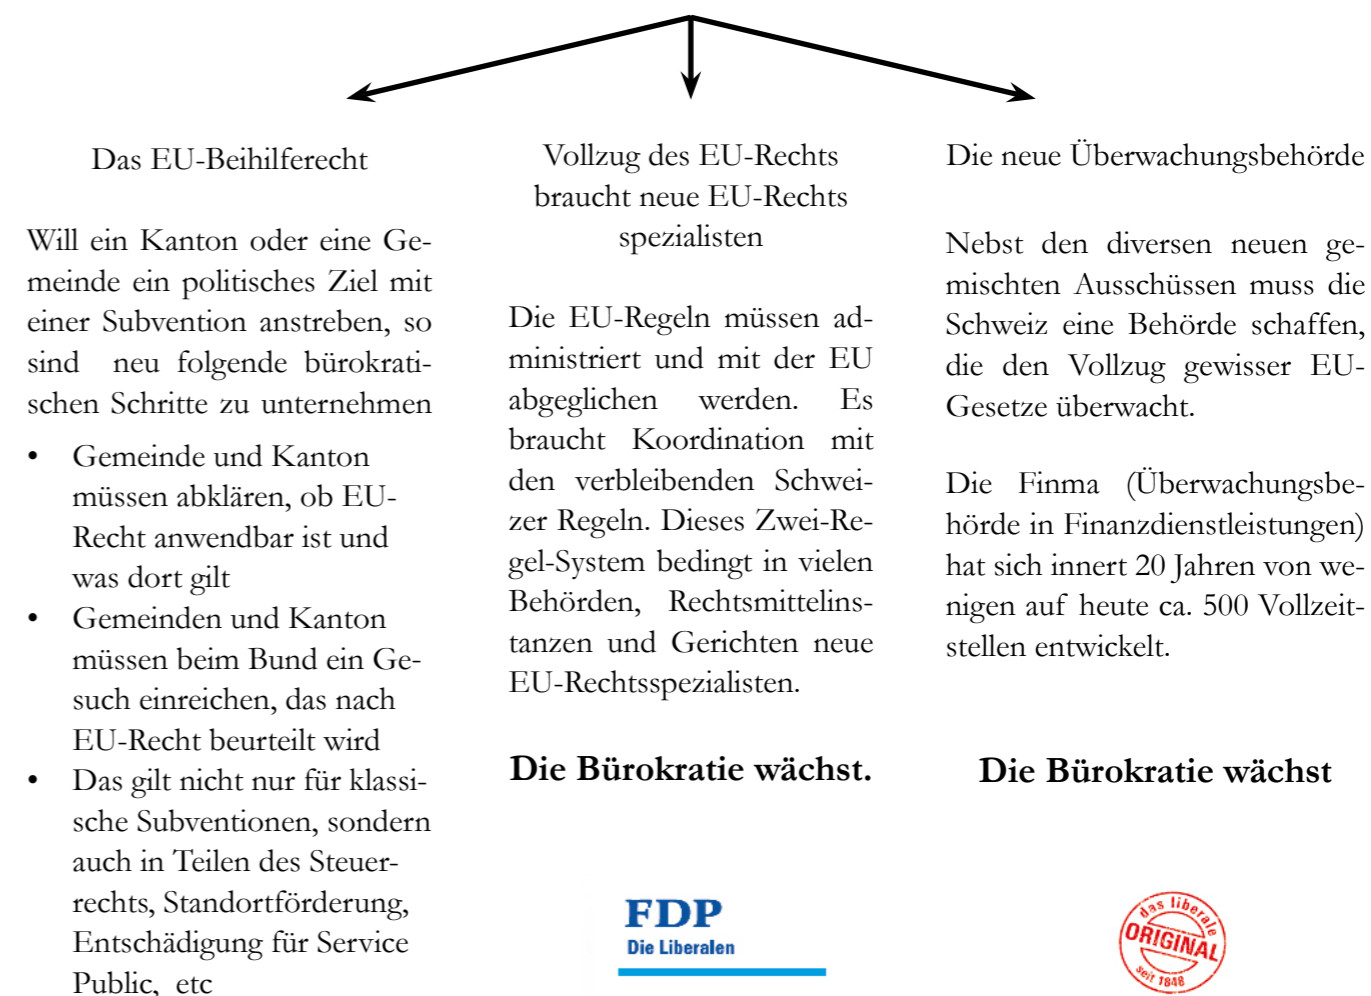 Das EU-Beihilferecht
Will ein Kanton oder eine Ge-
meinde ein politisches Ziel mit
einer Subvention anstreben, so
sind neu folgende bürokrati-
schen Schritte zu unternehmen
• Gemeinde und Kanton
müssen abklären, ob EU-
Recht anwendbar ist und
was dort gilt
• Gemeinden und Kanton
müssen beim Bund ein Ge-
such einreichen, das nach
EU-Recht beurteilt wird
• Das gilt nicht nur für klassi-
sche Subventionen, sondern
auch in Teilen des Steuer-
rechts, Standortförderung,
Entschädigung für Service
Public, etc
Vollzug des EU-Rechts
braucht neue EU-Rechts
spezialisten
Die EU-Regeln müssen ad-
ministriert und mit der EU
abgeglichen werden. Es
braucht Koordination mit
den verbleibenden Schwei-
zer Regeln. Dieses Zwei-Re-
gel-System bedingt in vielen
Behörden, Rechtsmittelins-
tanzen und Gerichten neue
EU-Rechtsspezialisten.
Die Bürokratie wächst.
FDP
Die Liberalen
Die neue Überwachungsbehörde
Nebst den diversen neuen ge-
mischten Ausschüssen muss die
Schweiz eine Behörde schaffen,
die den Vollzug gewisser EU-
Gesetze überwacht.
Die Finma (Überwachungsbe-
hörde in Finanzdienstleistungen)
hat sich innert 20 Jahren von we-
nigen auf heute ca. 500 Vollzeit-
stellen entwickelt.
Die Bürokratie wächst
das liberale
ORIGINAL
seit 1848